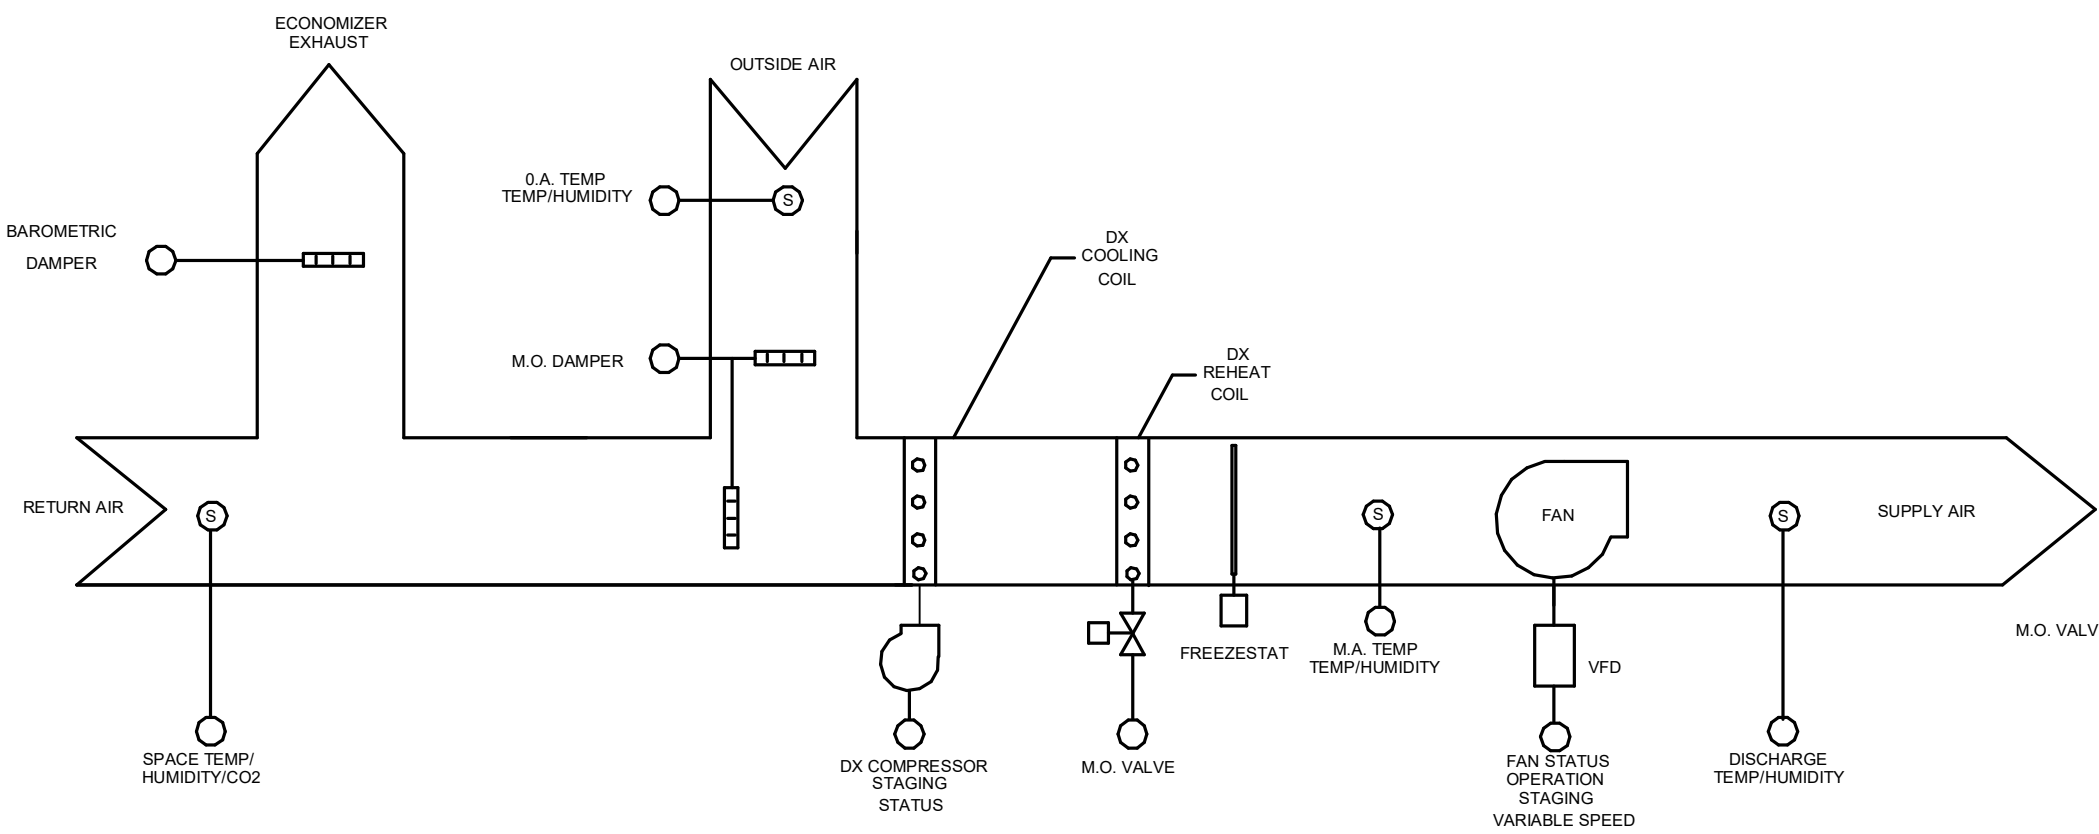 ECONOMIZER
EXHAUST
OUTSIDE AIR
0.A. TEMP
TEMP/HUMIDITY
S
BAROMETRIC
DAMPER
DX
COOLING
COIL
M.O. DAMPER
DX
REHEAT
COIL
RETURN AIR
S
S
FAN
S
SUPPLY AIR
M.O. VALV
FREEZESTAT
M.A. TEMP
TEMP/HUMIDITY
VFD
SPACE TEMP/
HUMIDITY/CO2
DX COMPRESSOR
STAGING
STATUS
M.O. VALVE
FAN STATUS
OPERATION
STAGING
VARIABLE SPEED
DISCHARGE
TEMP/HUMIDITY